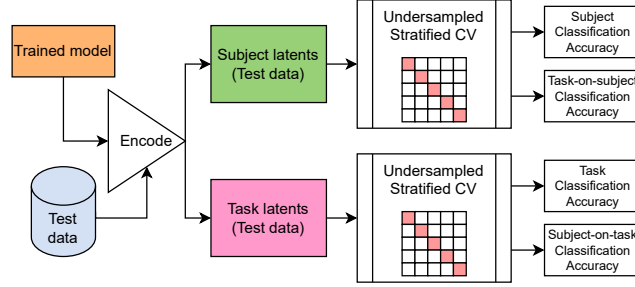 Trained model
Test
data
Encode
Subject latents
(Test data)
Task latents
(Test data)
Undersampled
Stratified CV
Undersampled
Stratified CV
Subject
Classification
Accuracy
Task-on-subject
Classification
Accuracy
Task
Classification
Accuracy
Subject-on-task
Classification
Accuracy